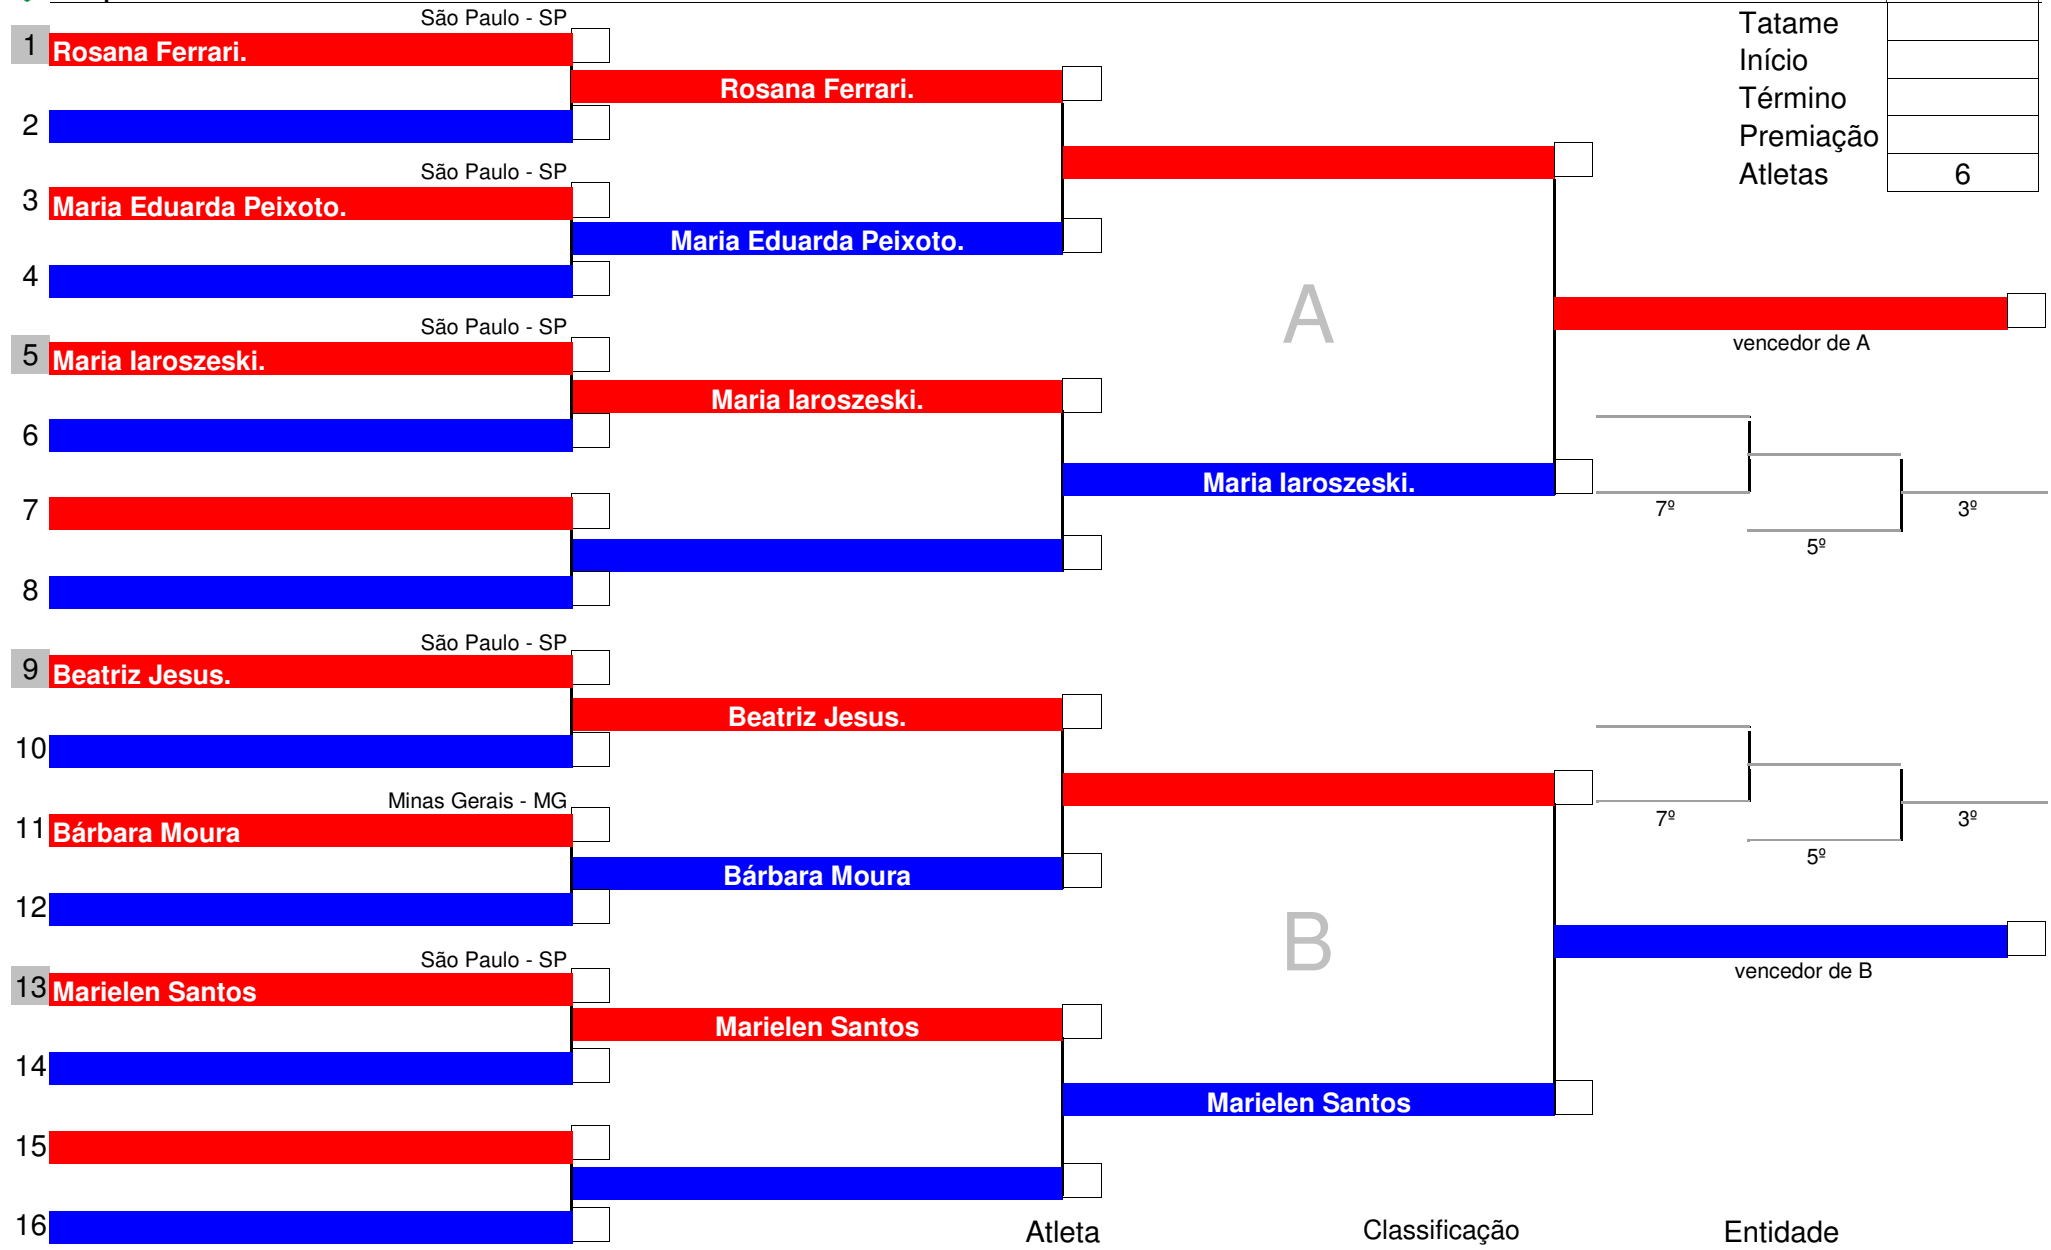 São Paulo - SP
1 Rosana Ferrari.
Rosana Ferrari.
2
São Paulo - SP
3 Maria Eduarda Peixoto.
Maria Eduarda Peixoto.
4
São Paulo - SP
5 Maria Iaroszeski.
Maria Iaroszeski.
6
Maria Iaroszeski.
7
8
São Paulo - SP
9 Beatriz Jesus.
Beatriz Jesus.
10
Minas Gerais - MG
11 Bárbara Moura
Bárbara Moura
12
São Paulo - SP
13 Marielen Santos
Marielen Santos
14
Marielen Santos
15
16
A
B
Tatame
Início
Término
Premiação
Atletas 6
vencedor de A
7º
3º
5º
7º
3º
5º
vencedor de B
Atleta Classificação Entidade